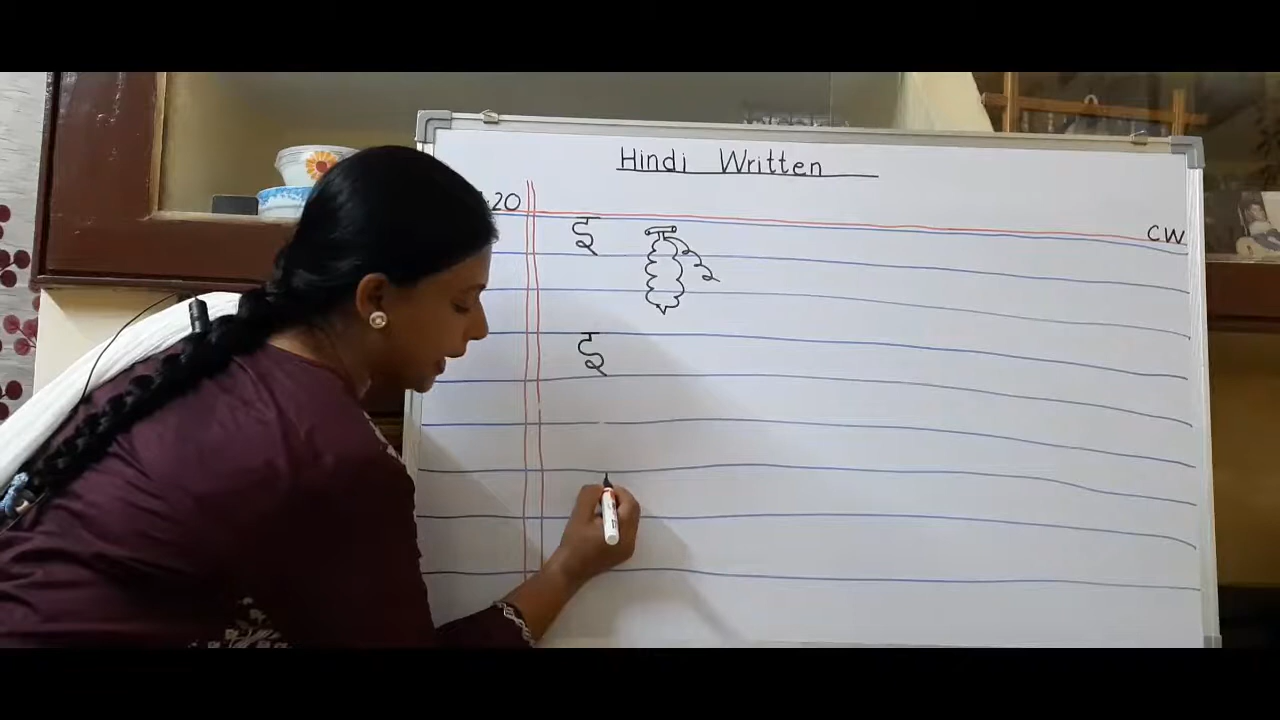 Hindi Written
20
CW
इ
इ